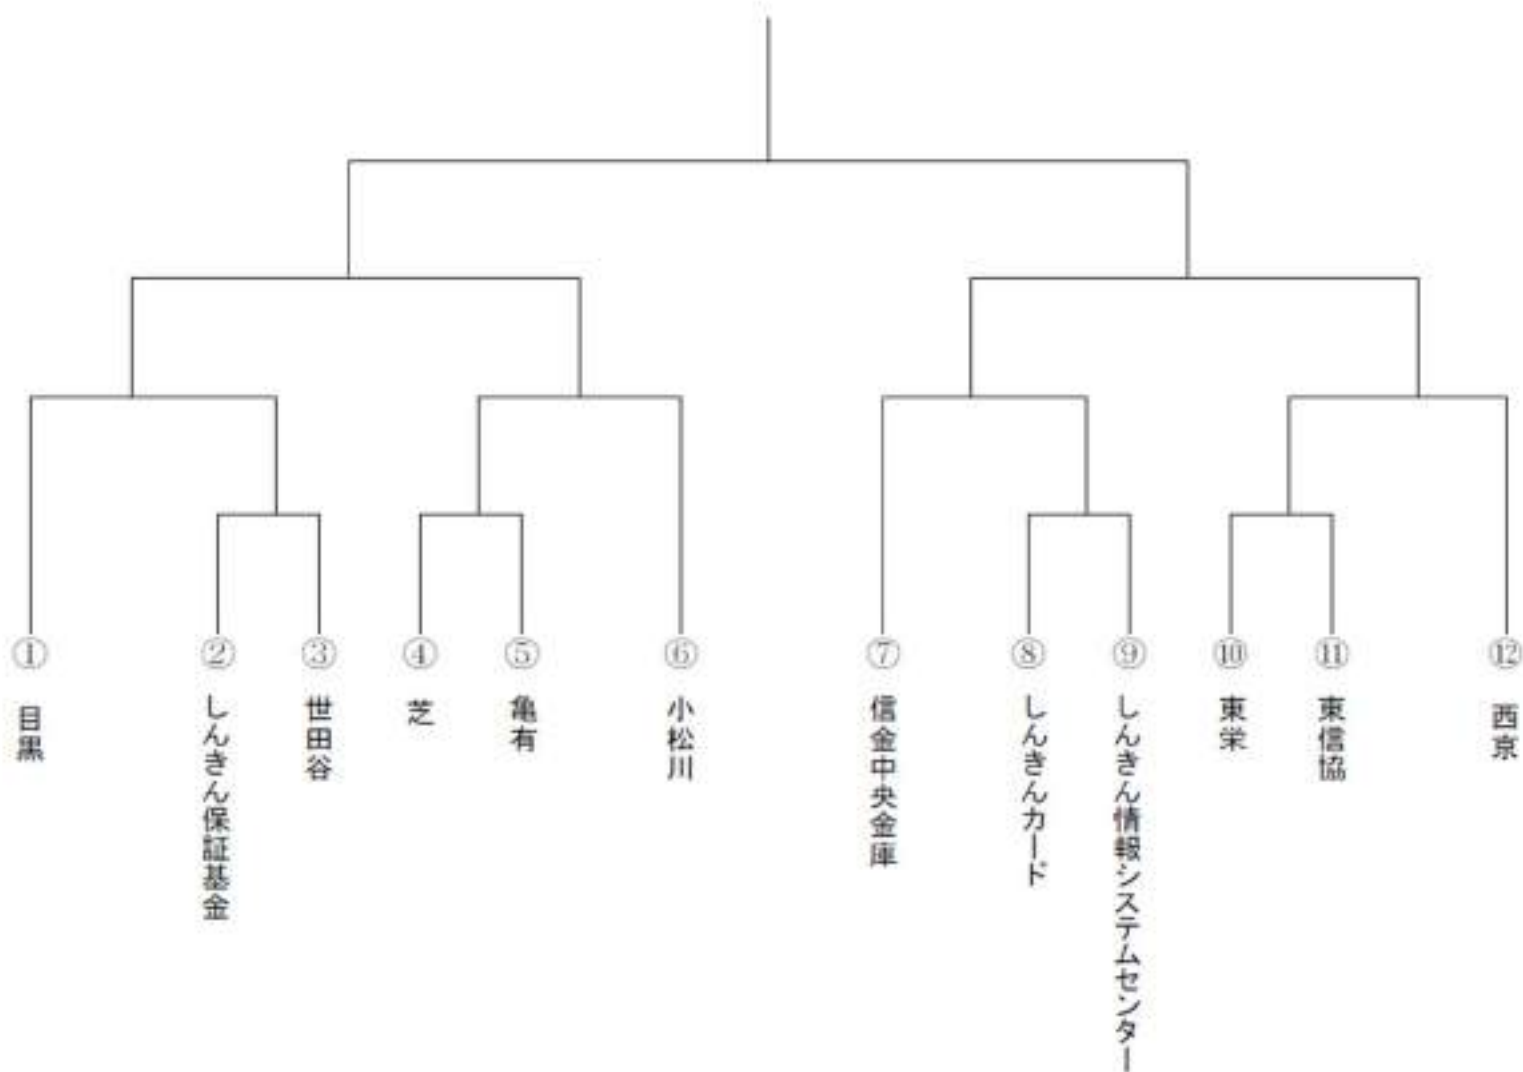 ① 目黒
② しんきん保証基金
③ 世田谷
④ 芝
⑤ 亀有
⑥ 小松川
⑦ 信金中央金庫
⑧ しんきんカード
⑨ しんきん情報システムセンター
⑩ 東栄
⑪ 東信協
⑫ 西京